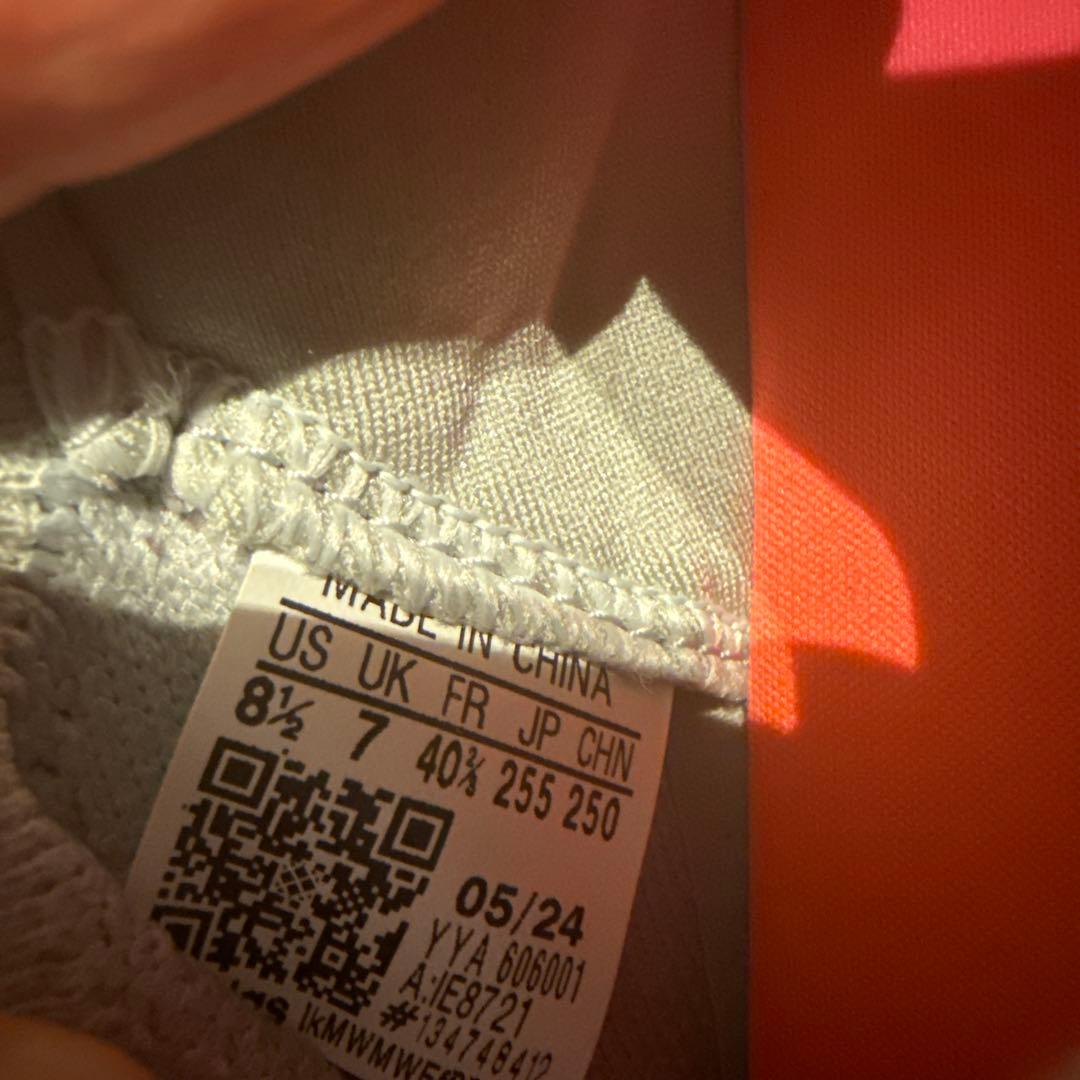 MADE IN CHINA
US UK FR JP CHN
8½ 7 40⅔ 255 250
05/24
YYA 606001
A:IE8721
#134748412